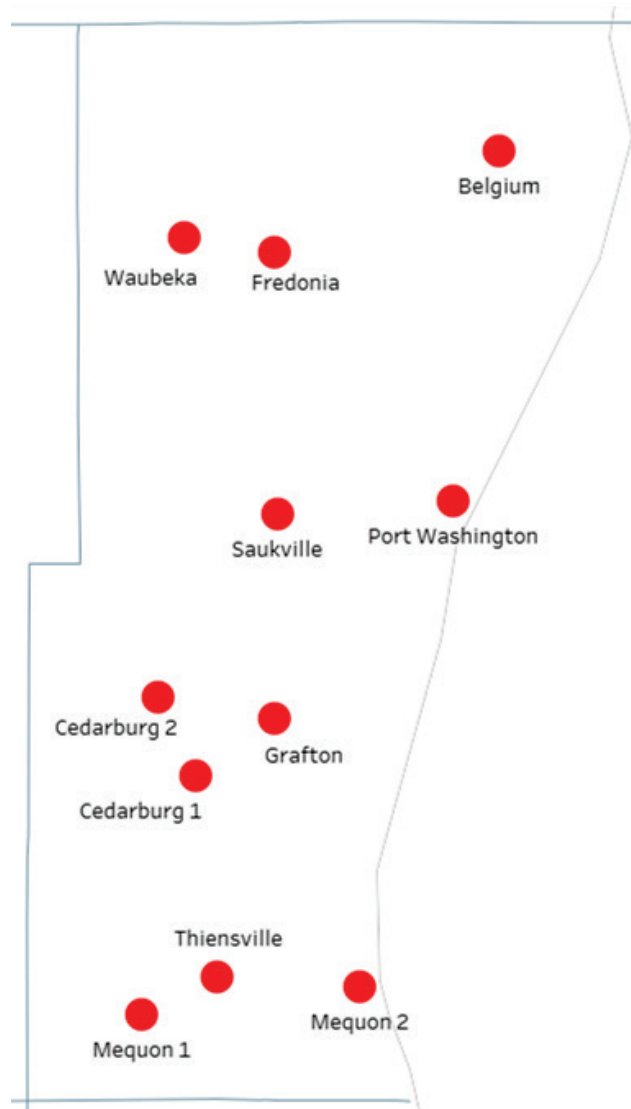 Belgium
Waubeka
Fredonia
Saukville
Port Washington
Cedarburg 2
Grafton
Cedarburg 1
Thiensville
Mequon 2
Mequon 1